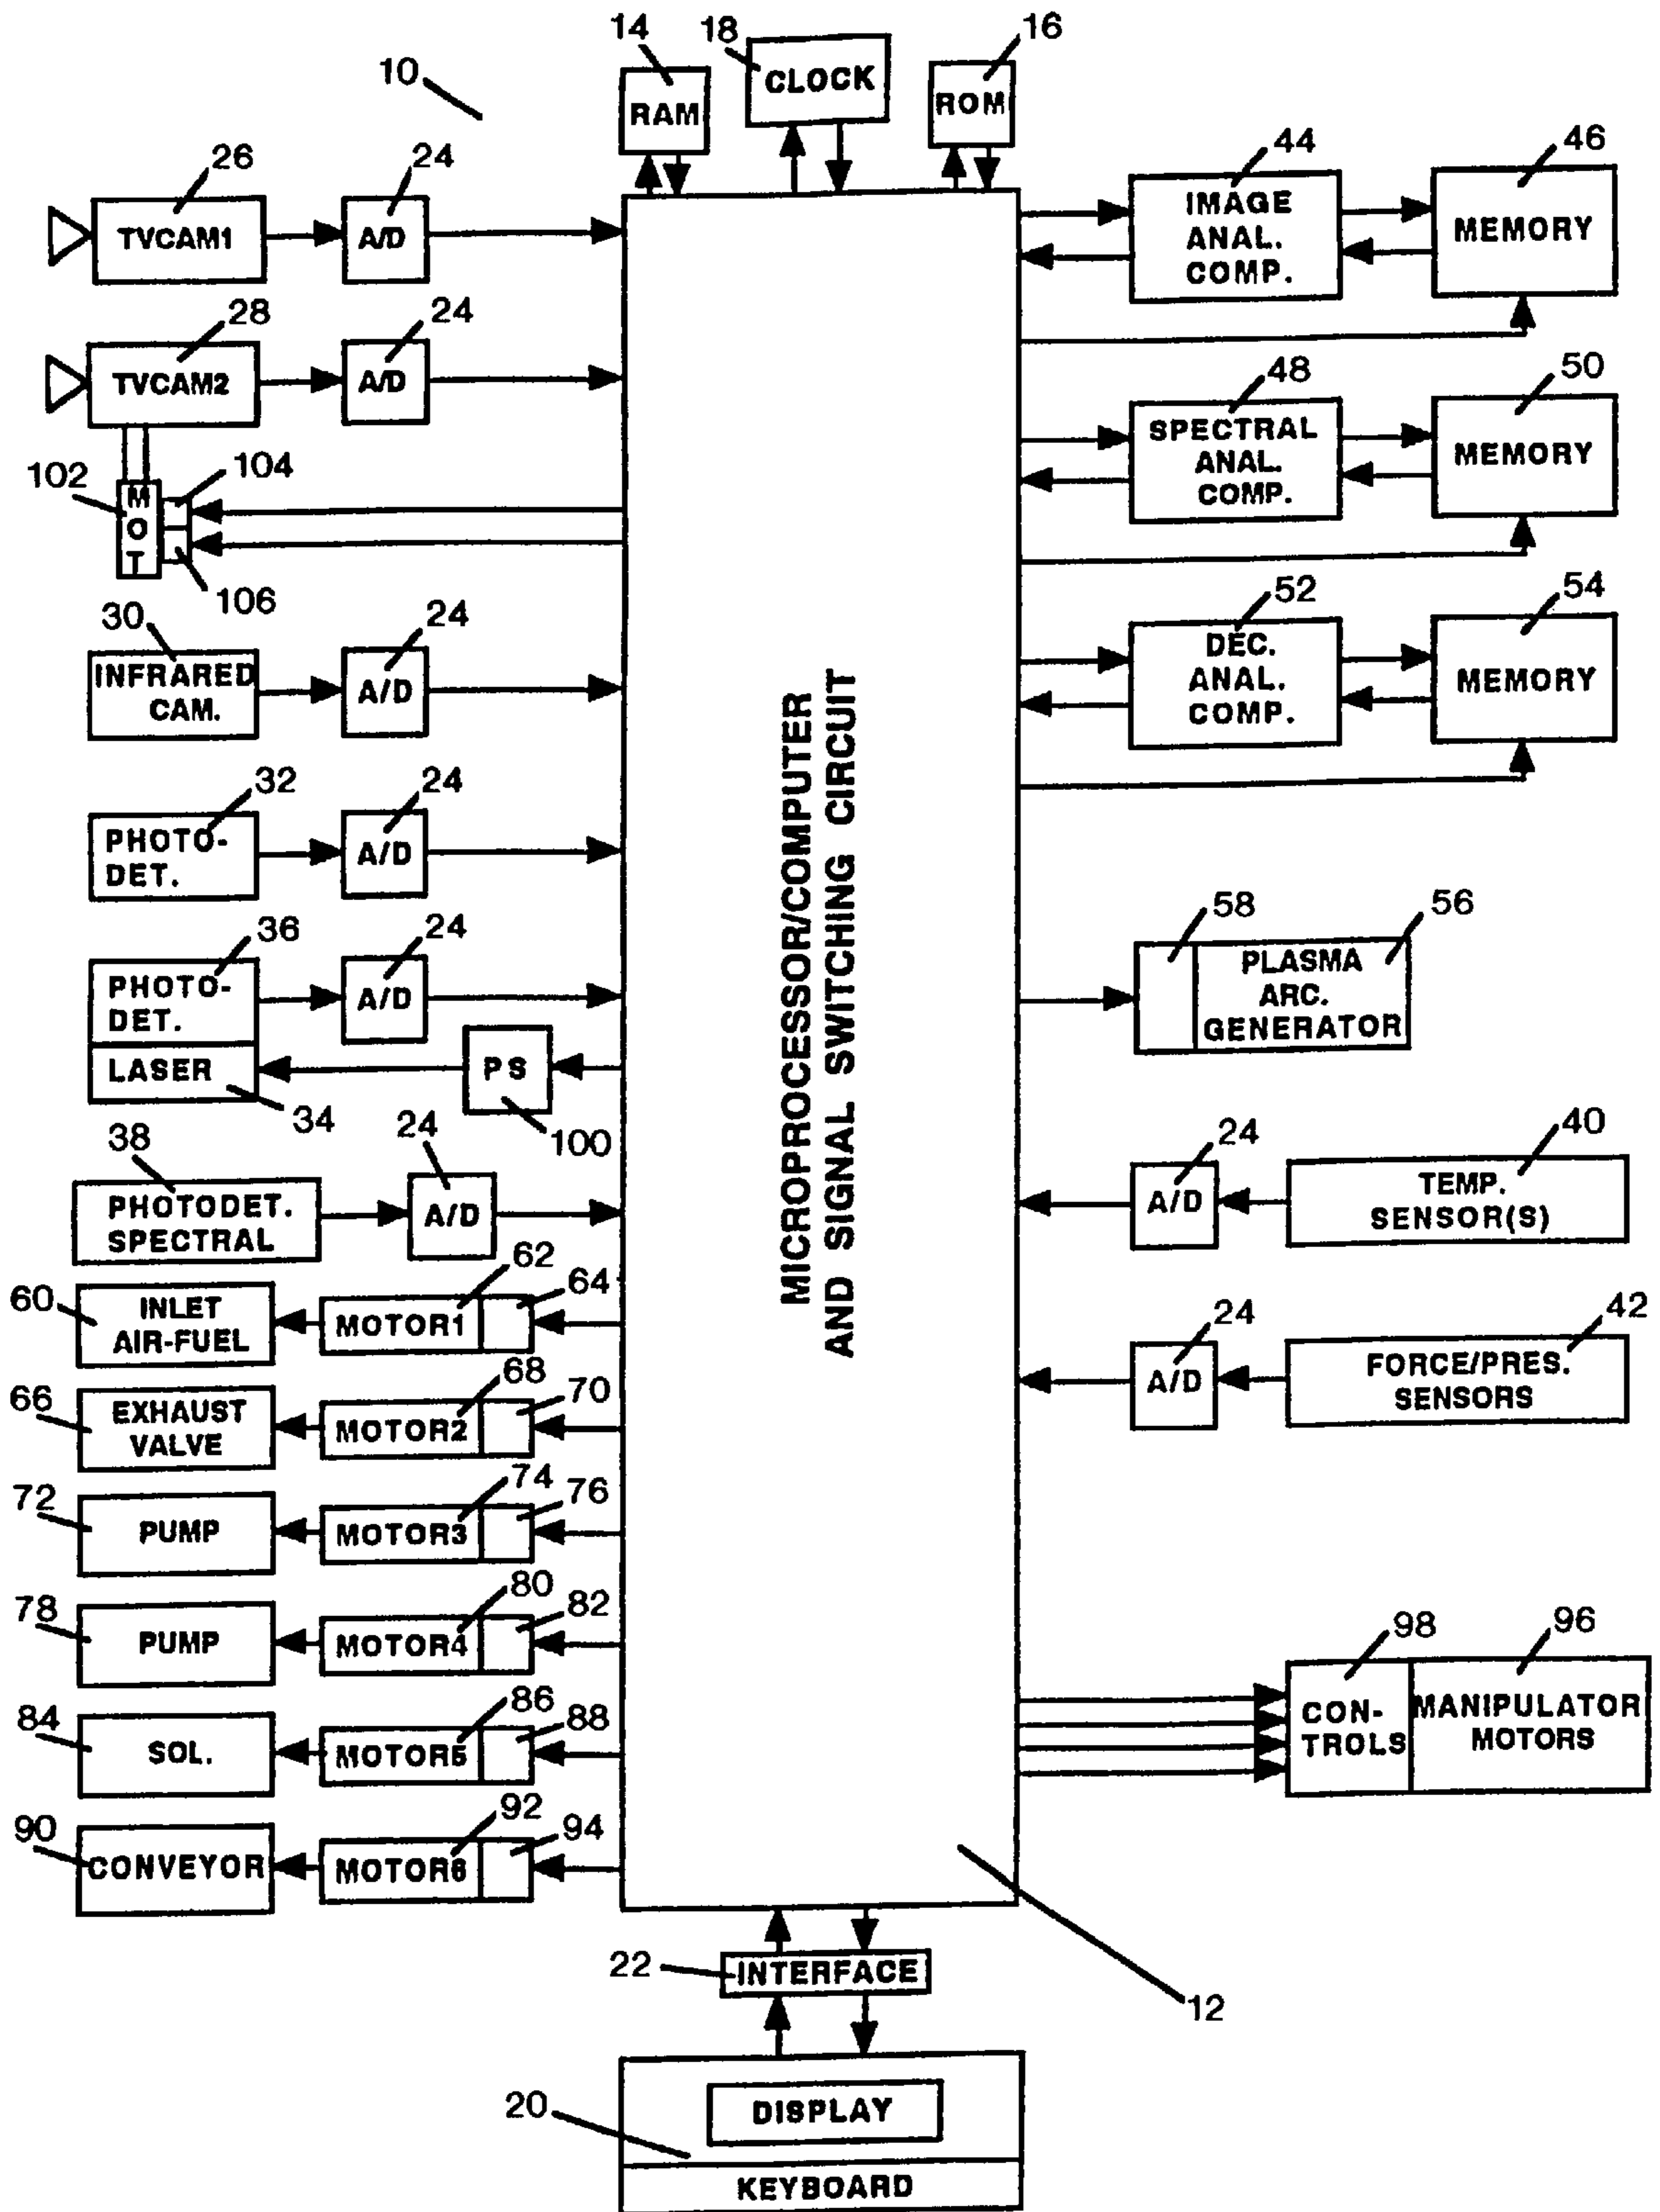 10
14
RAM
18
CLOCK
16
ROM
26
TVCAM1
24
A/D
28
TVCAM2
24
A/D
102
MOT
104
106
30
INFRARED
CAM.
24
A/D
32
PHOTO-
DET.
24
A/D
36
PHOTO-
DET.
24
A/D
LASER
34
PS
100
38
PHOTODET.
SPECTRAL
24
A/D
60
INLET
AIR-FUEL
62
MOTOR1
64
66
EXHAUST
VALVE
68
MOTOR2
70
72
PUMP
74
MOTOR3
76
78
PUMP
80
MOTOR4
82
84
SOL.
86
MOTOR5
88
90
CONVEYOR
92
MOTOR6
94
MICROPROCESSOR/COMPUTER
AND SIGNAL SWITCHING CIRCUIT
12
44
IMAGE
ANAL.
COMP.
46
MEMORY
48
SPECTRAL
ANAL.
COMP.
50
MEMORY
52
DEC.
ANAL.
COMP.
54
MEMORY
58
56
PLASMA
ARC.
GENERATOR
24
A/D
40
TEMP.
SENSOR(S)
24
A/D
42
FORCE/PRES.
SENSORS
98
CON-
TROLS
96
MANIPULATOR
MOTORS
22
INTERFACE
20
DISPLAY
KEYBOARD